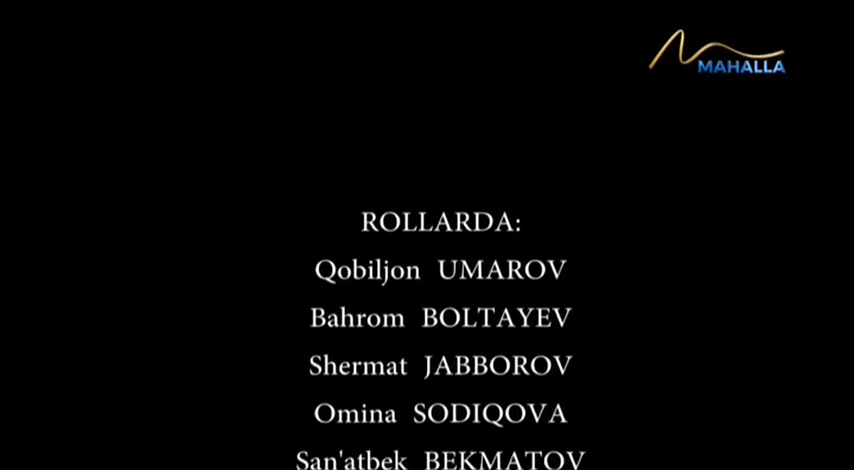 MAHALLA
ROLLARDA:
Qobiljon UMAROV
Bahrom BOLTAYEV
Shermat JABBOROV
Omina SODIQOVA
San'atbek BEKMATOV